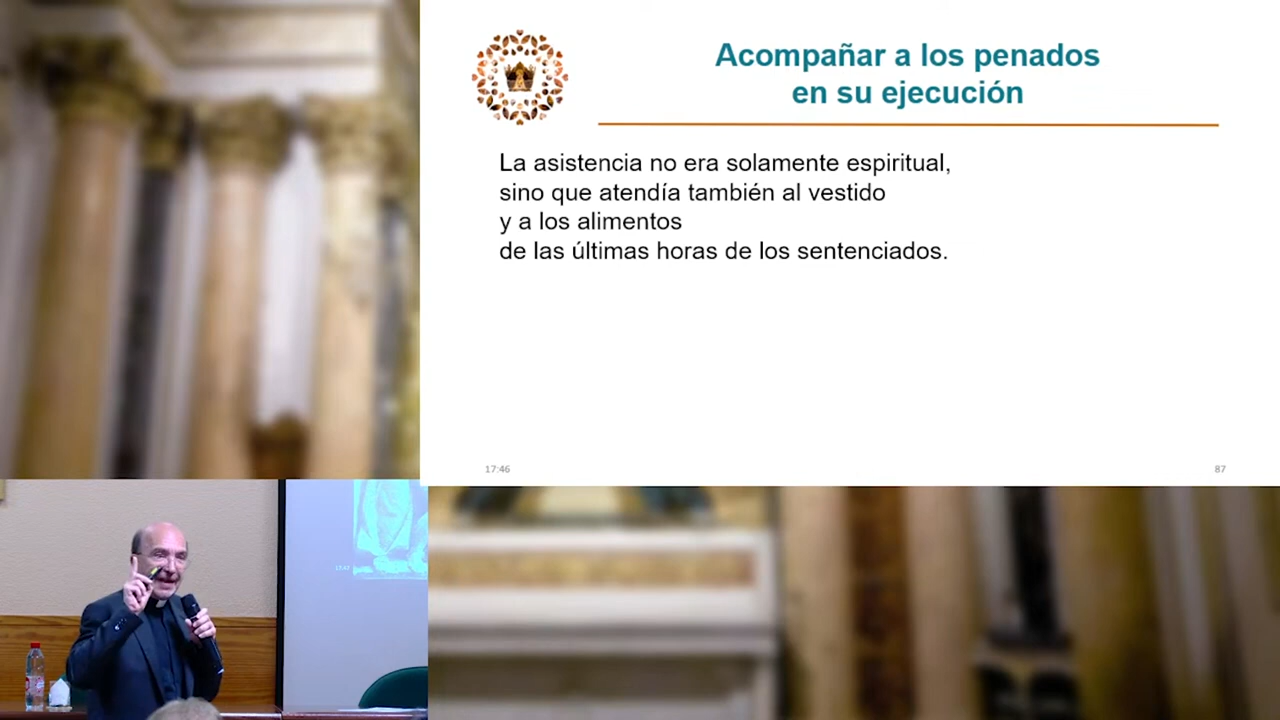 Acompañar a los penados
en su ejecución
La asistencia no era solamente espiritual,
sino que atendía también al vestido
y a los alimentos
de las últimas horas de los sentenciados.
17:46
87